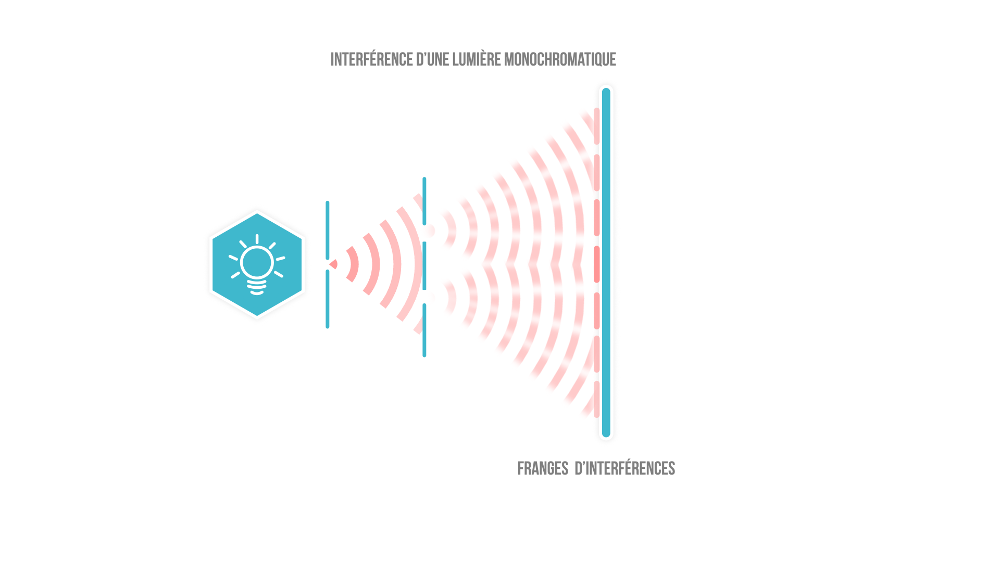 INTERFÉRENCE D’UNE LUMIÈRE MONOCHROMATIQUE
FRANGES D’INTERFÉRENCES